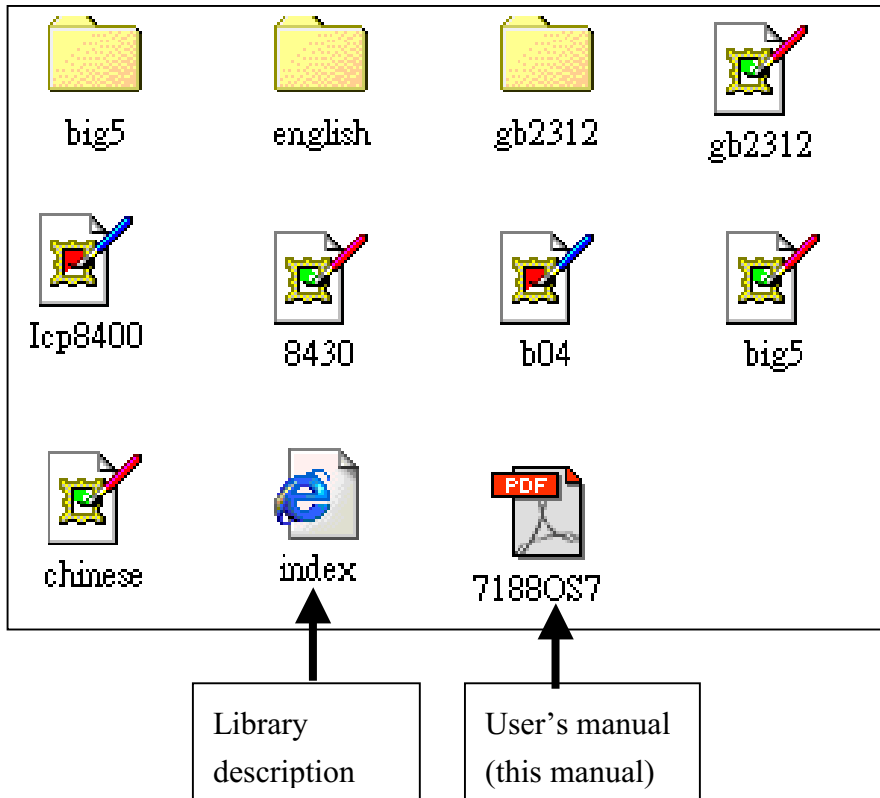 big5
english
gb2312
gb2312
Icp8400
8430
b04
big5
chinese
index
PDF
7188OS7
Library
description
User’s manual
(this manual)